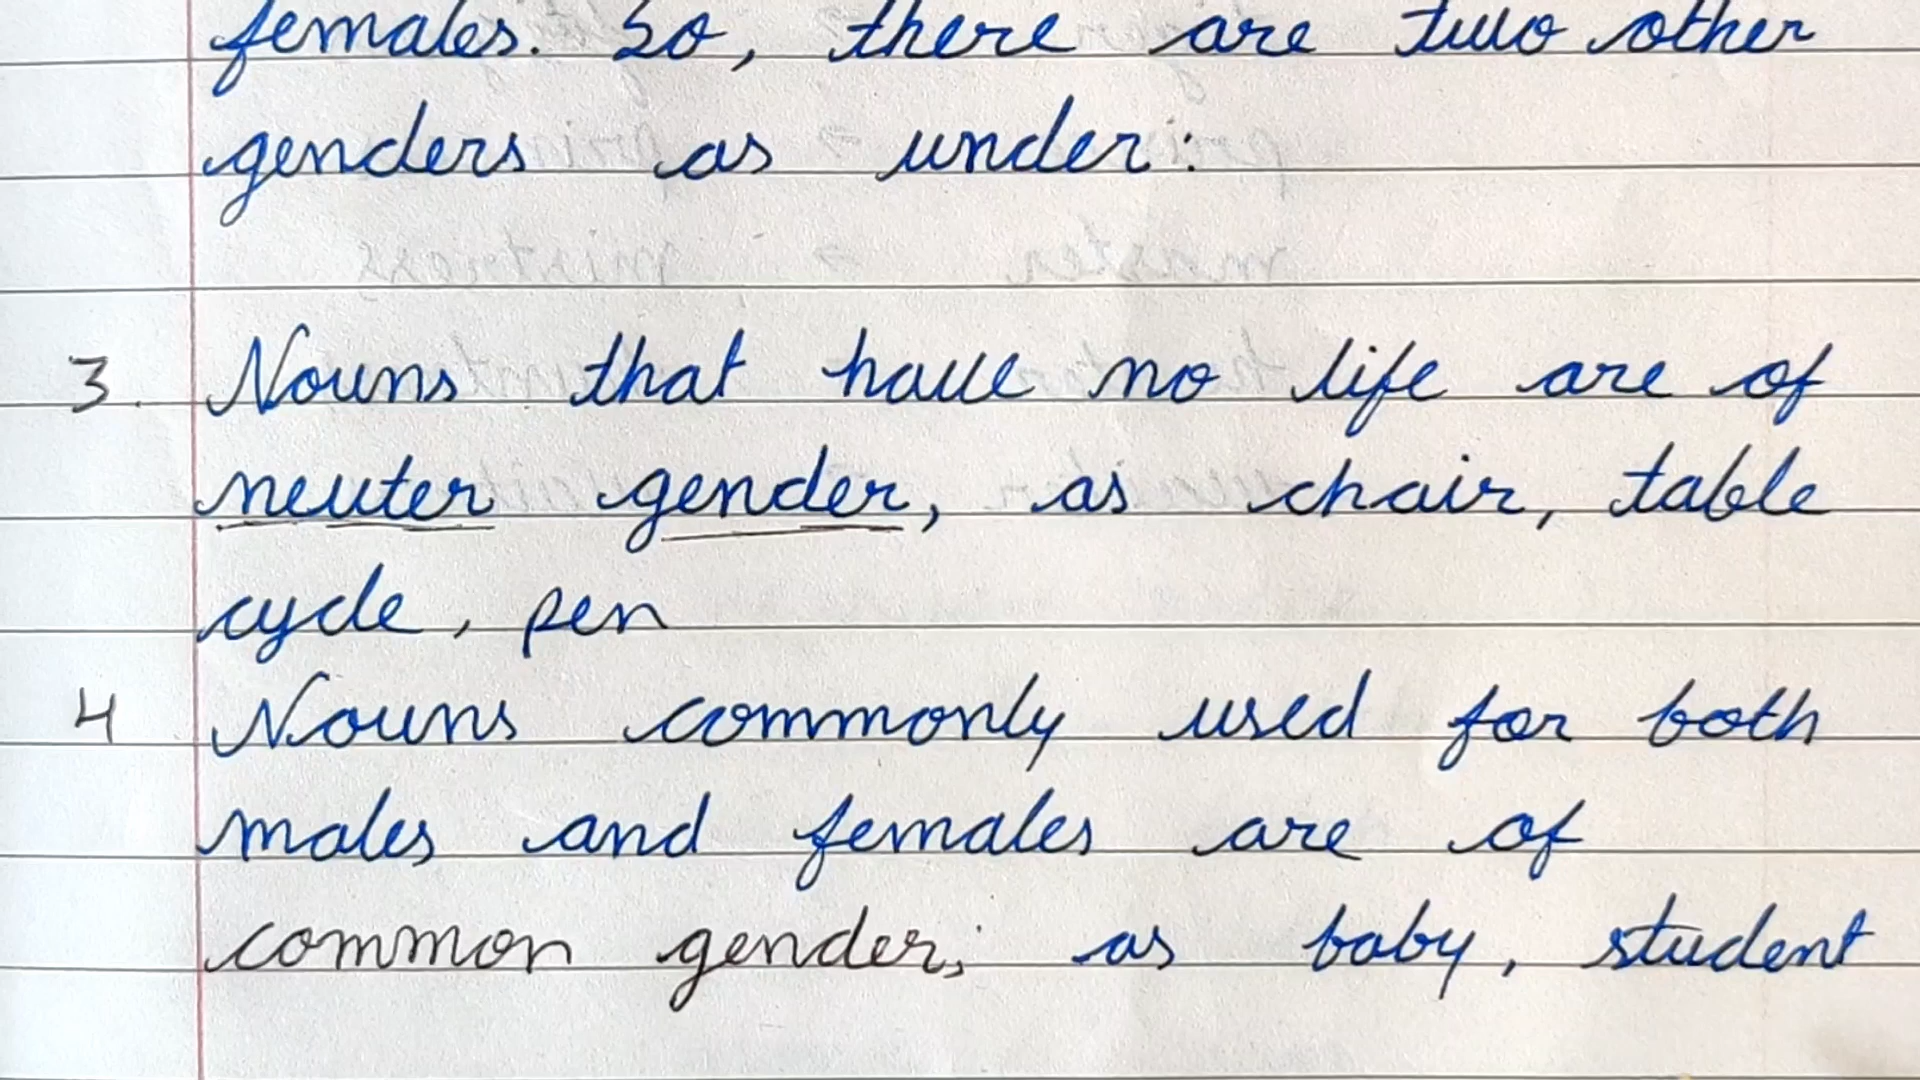 females. So, there are two other
genders as under:
3. Nouns that have no life are of
neuter gender, as chair, table
cycle, pen
4 Nouns commonly used for both
males and females are of
common gender; as baby, student